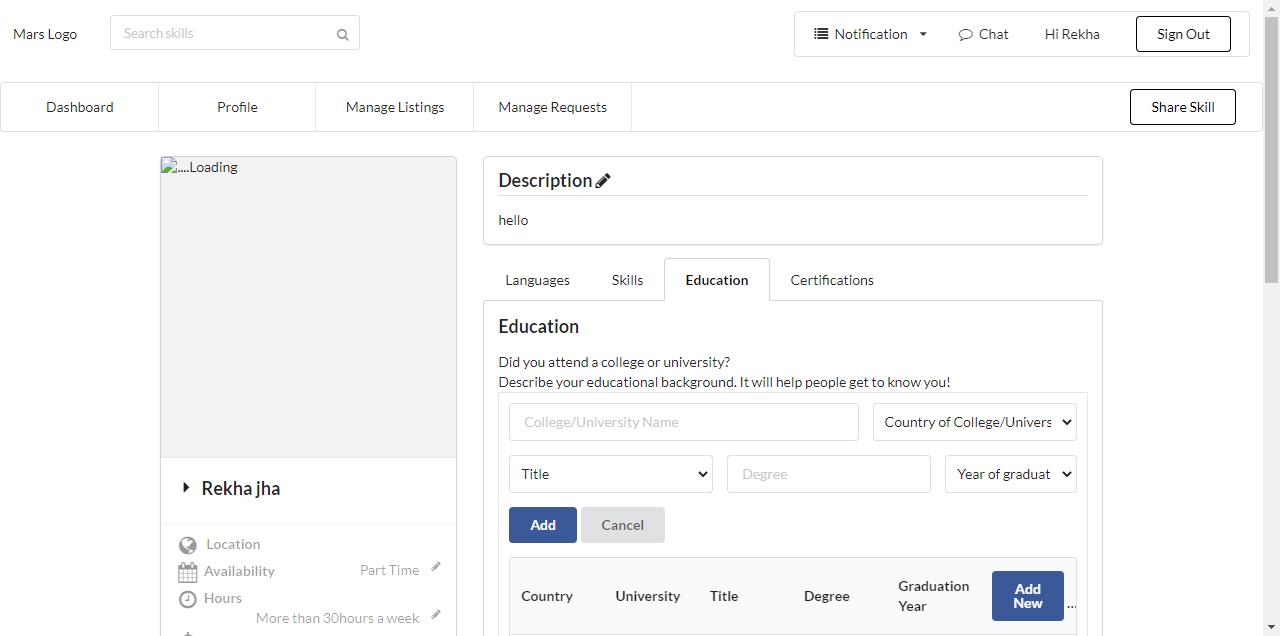 Mars Logo
Search skills
Notification
Chat
Hi Rekha
Sign Out
Dashboard
Profile
Manage Listings
Manage Requests
Share Skill
....Loading
Rekha jha
Location
Availability
Part Time
Hours
More than 30hours a week
Description
hello
Languages
Skills
Education
Certifications
Education
Did you attend a college or university?
Describe your educational background. It will help people get to know you!
College/University Name
Country of College/Univers
Title
Degree
Year of graduat
Add
Cancel
Country
University
Title
Degree
Graduation
Year
Add
New
...